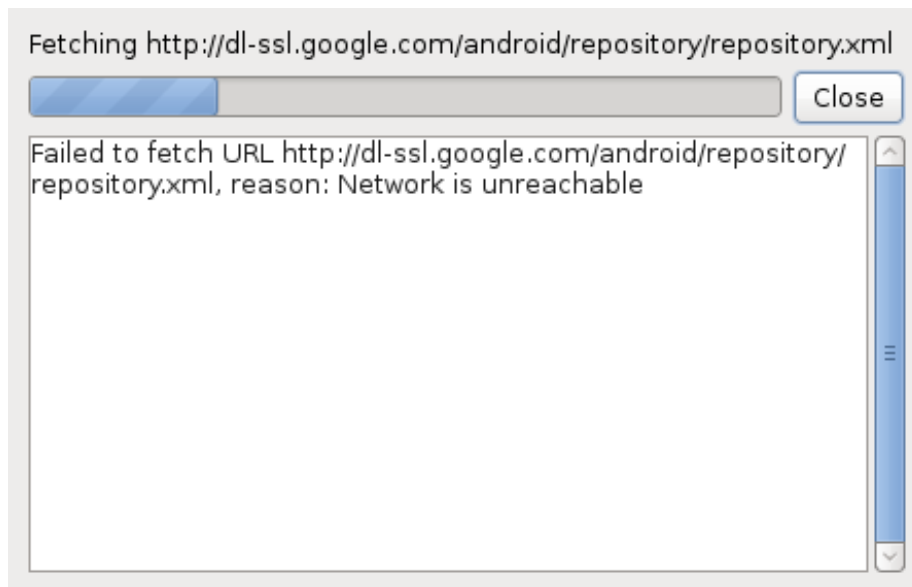 Fetching http://dl-ssl.google.com/android/repository/repository.xml
Close
Failed to fetch URL http://dl-ssl.google.com/android/repository/
repository.xml, reason: Network is unreachable